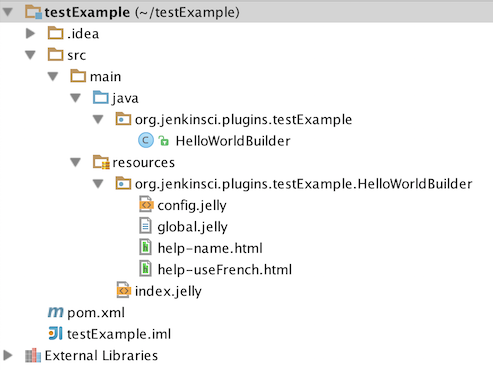 testExample (~/testExample)
.idea
src
main
java
org.jenkinsci.plugins.testExample
HelloWorldBuilder
resources
org.jenkinsci.plugins.testExample.HelloWorldBuilder
config.jelly
global.jelly
help-name.html
help-useFrench.html
index.jelly
pom.xml
testExample.iml
External Libraries